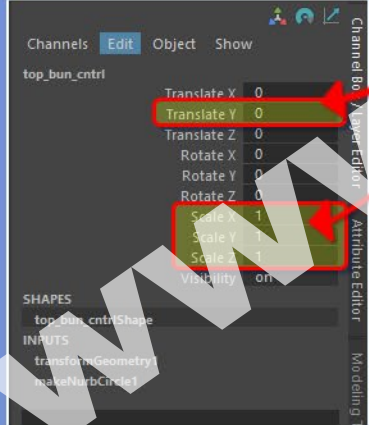 Channels Edit Object Show
top_bun_cntrl
Translate X 0
Translate Y 0
Translate Z 0
Rotate X 0
Rotate Y 0
Rotate Z 0
Scale X 1
Scale Y 1
Scale Z 1
Visibility on
SHAPES
top_bun_cntrlShape
INPUTS
transformGeometry1
makeNurbCircle1
Channel Box / Layer Editor
Attribute Editor
Modeling